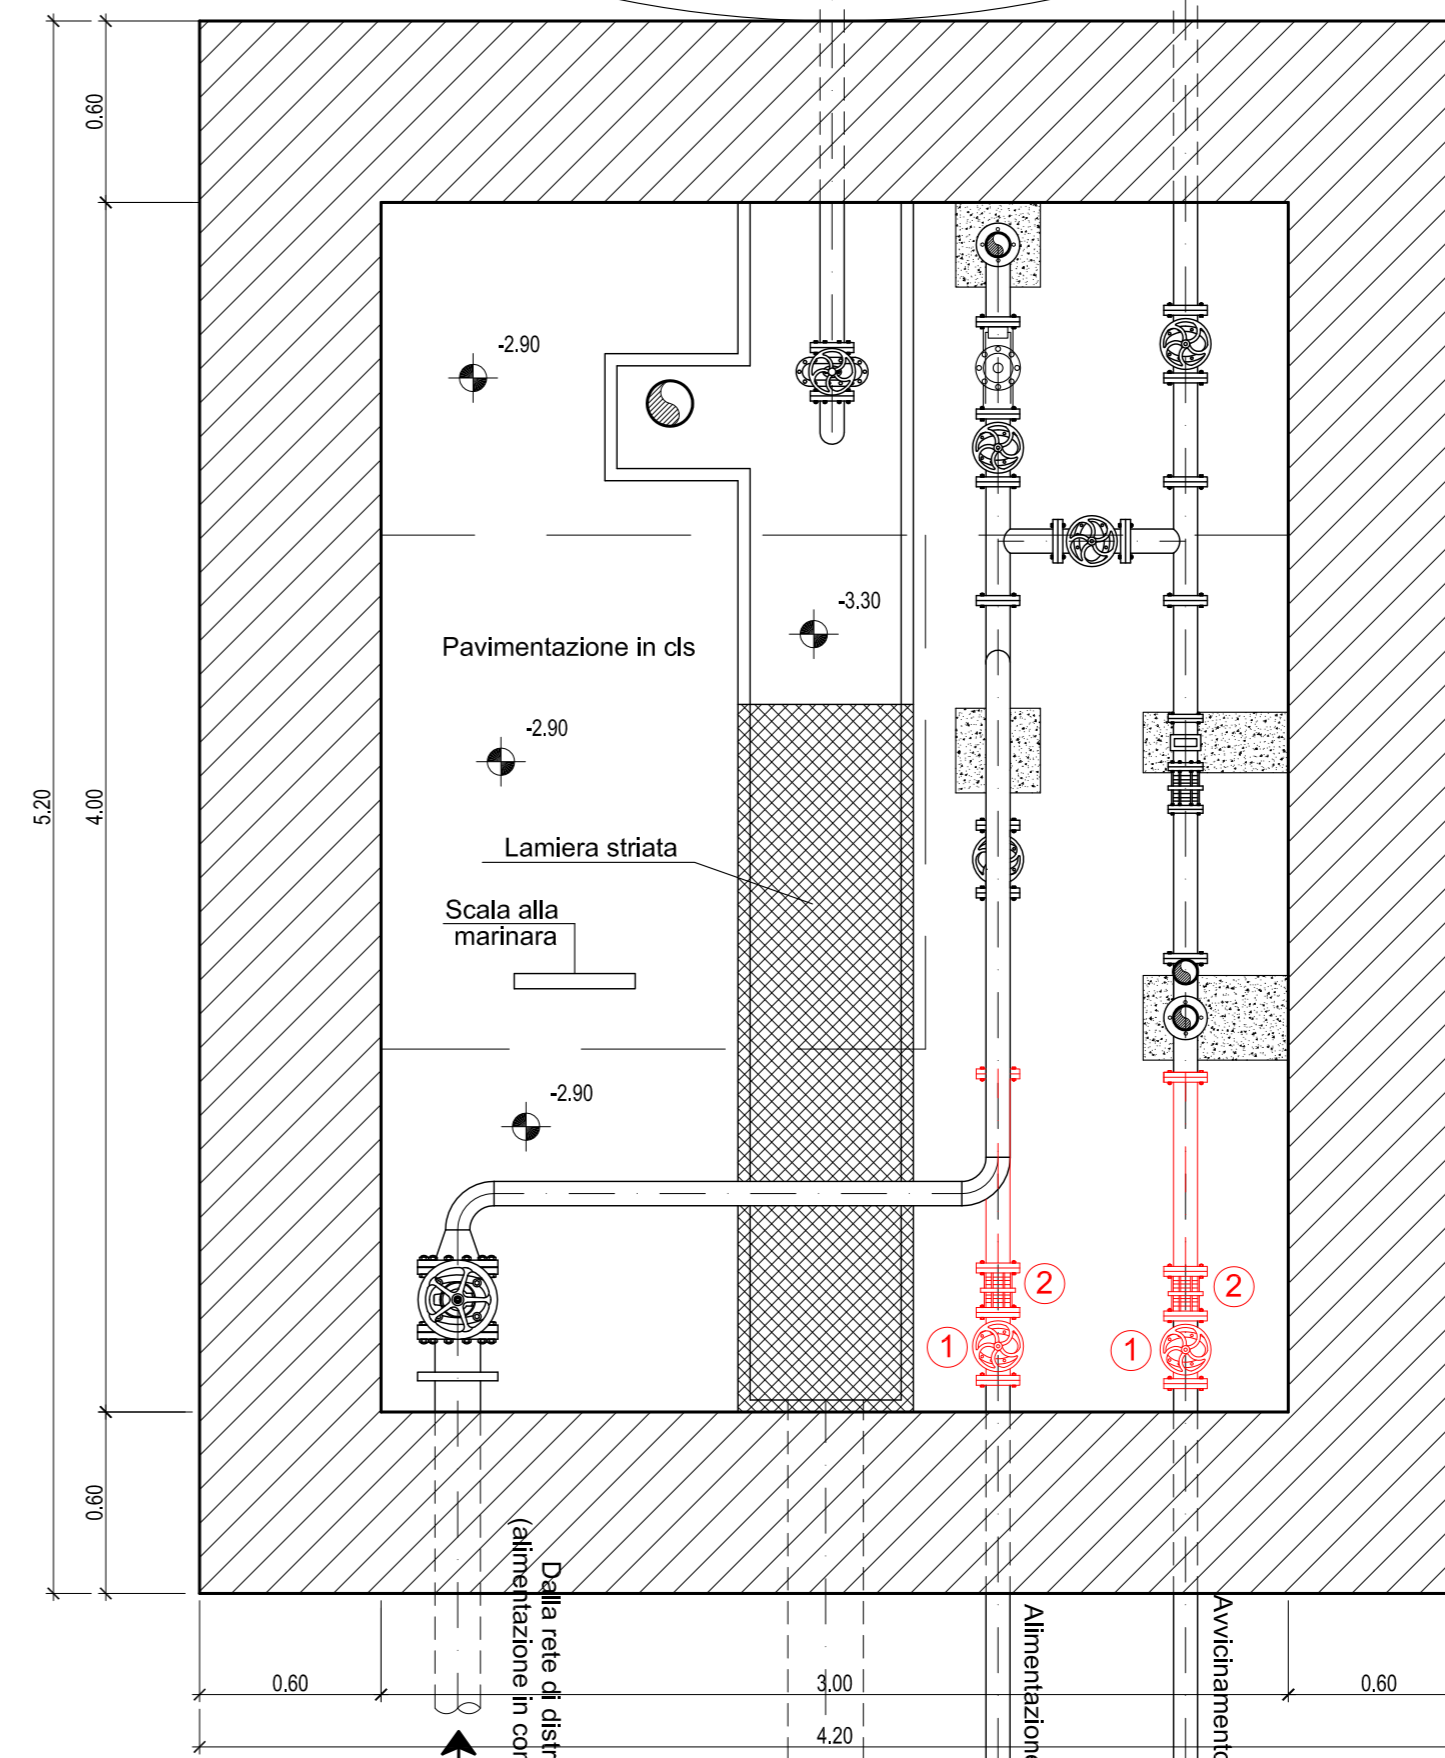 0.60
-2.90
-3.30
Pavimentazione in cls
-2.90
5.20
4.00
Lamiera striata
Scala alla
marinara
-2.90
2
2
1
1
0.60
Dalla rete di distr
(alimentazione in con
Alimentazione
Avvicinamento
0.60
3.00
0.60
4.20